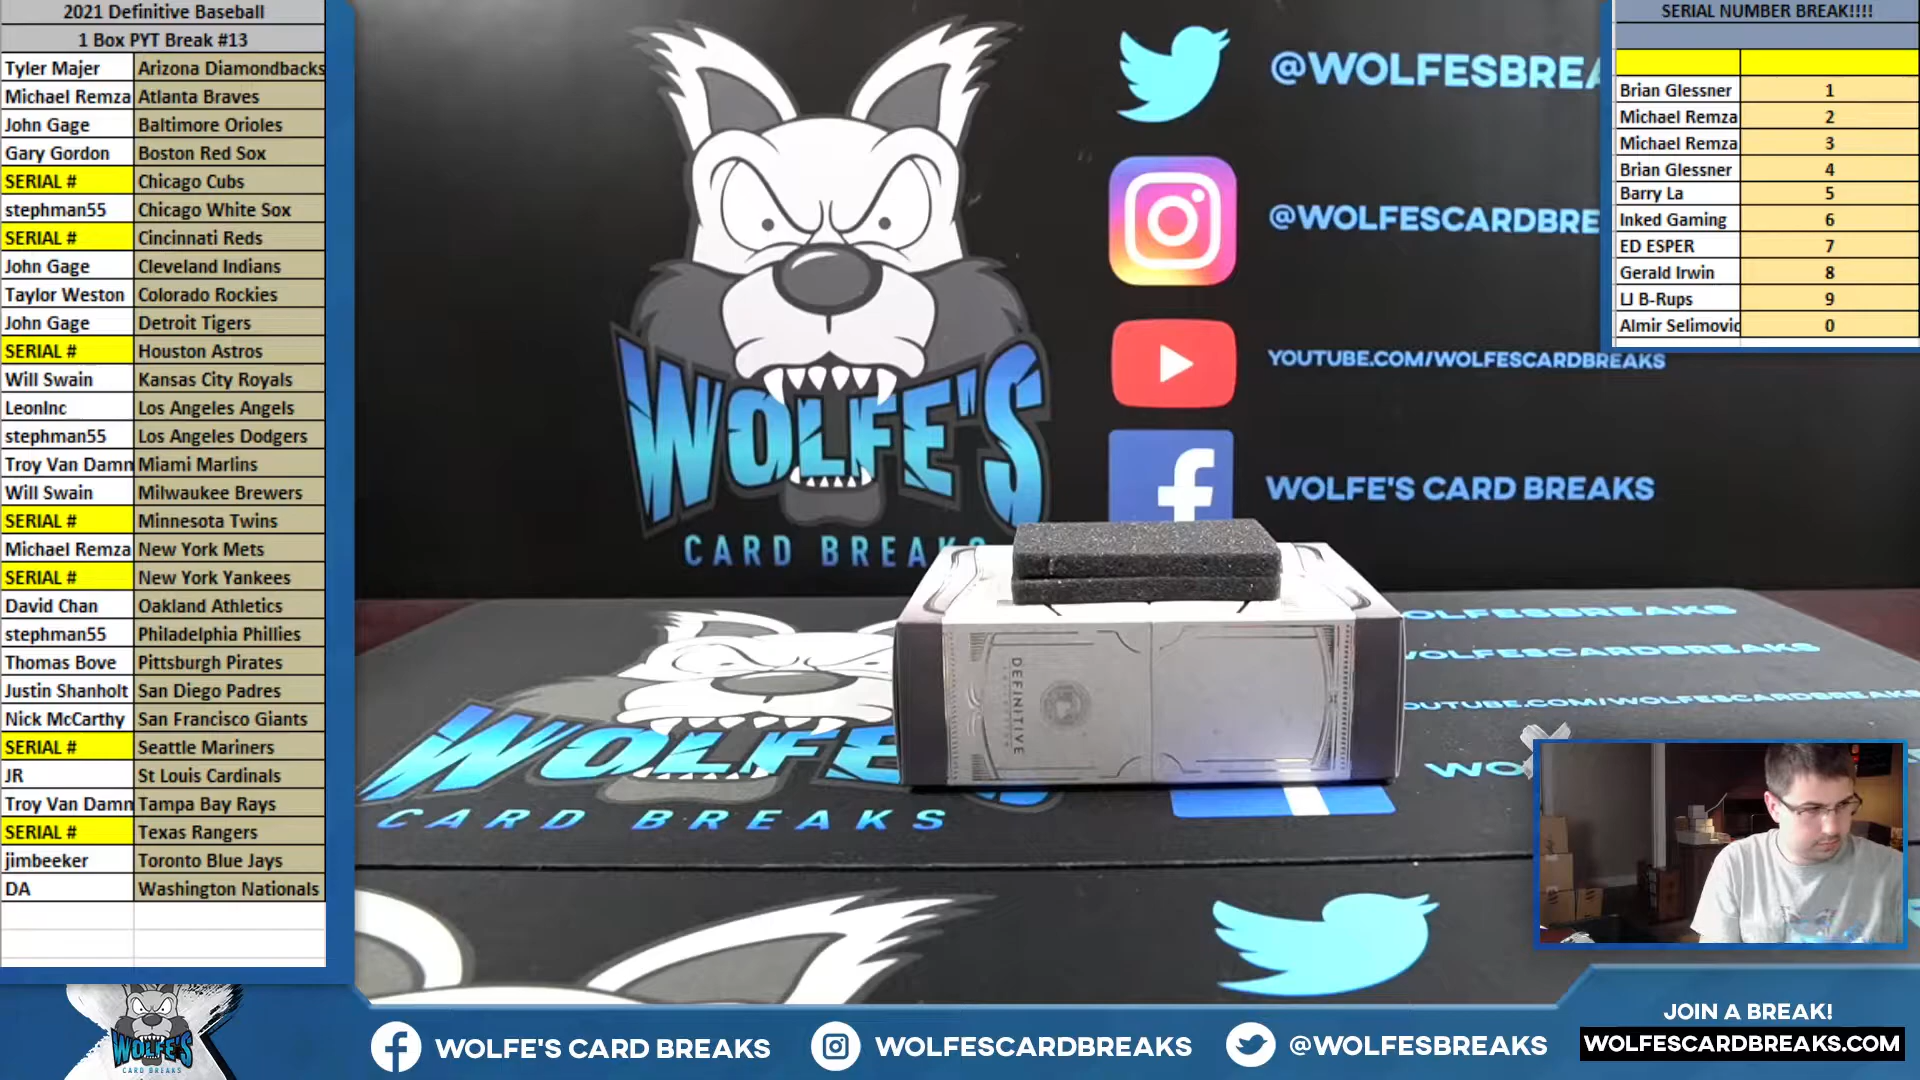 2021 Definitive Baseball
1 Box PYT Break #13
Tyler Majer Arizona Diamondbacks
Michael Remza Atlanta Braves
John Gage Baltimore Orioles
Gary Gordon Boston Red Sox
SERIAL # Chicago Cubs
stephman55 Chicago White Sox
SERIAL # Cincinnati Reds
John Gage Cleveland Indians
Taylor Weston Colorado Rockies
John Gage Detroit Tigers
SERIAL # Houston Astros
Will Swain Kansas City Royals
LeonInc Los Angeles Angels
stephman55 Los Angeles Dodgers
Troy Van Damn Miami Marlins
Will Swain Milwaukee Brewers
SERIAL # Minnesota Twins
Michael Remza New York Mets
SERIAL # New York Yankees
David Chan Oakland Athletics
stephman55 Philadelphia Phillies
Thomas Bove Pittsburgh Pirates
Justin Shanholt San Diego Padres
Nick McCarthy San Francisco Giants
SERIAL # Seattle Mariners
JR St Louis Cardinals
Troy Van Damn Tampa Bay Rays
SERIAL # Texas Rangers
jimbeeker Toronto Blue Jays
DA Washington Nationals
SERIAL NUMBER BREAK!!!!
Brian Glessner 1
Michael Remza 2
Michael Remza 3
Brian Glessner 4
Barry La 5
Inked Gaming 6
ED ESPER 7
Gerald Irwin 8
LJ B-Rups 9
Almir Selimovic 0
@WOLFESBREA
@WOLFESCARDBRE
YOUTUBE.COM/WOLFESCARDBREAKS
WOLFE'S CARD BREAKS
WOLFE'S
CARD BREAK
DEFINITIVE
WOLFESBREAKS
WOLFESCARDBREAKS
OUTUBE.COM/WOLFESCARDBREAKS
WO
WOLFE
CARD BREAKS
WOLFE'S
CARD BREAKS
WOLFE'S CARD BREAKS
WOLFESCARDBREAKS
@WOLFESBREAKS
JOIN A BREAK!
WOLFESCARDBREAKS.COM